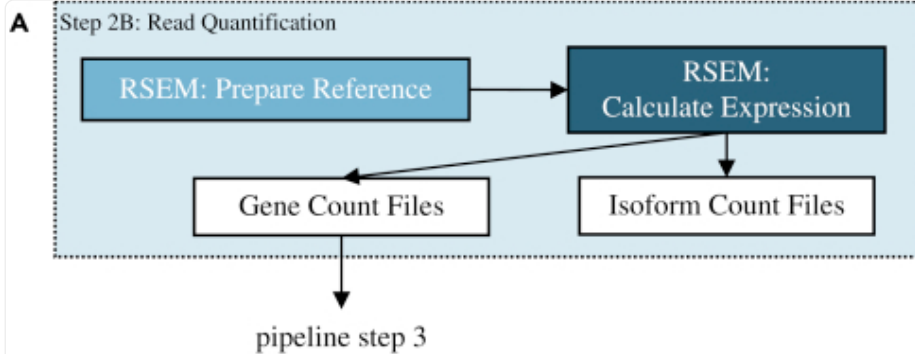 A
Step 2B: Read Quantification
RSEM: Prepare Reference
RSEM:
Calculate Expression
Gene Count Files
Isoform Count Files
pipeline step 3